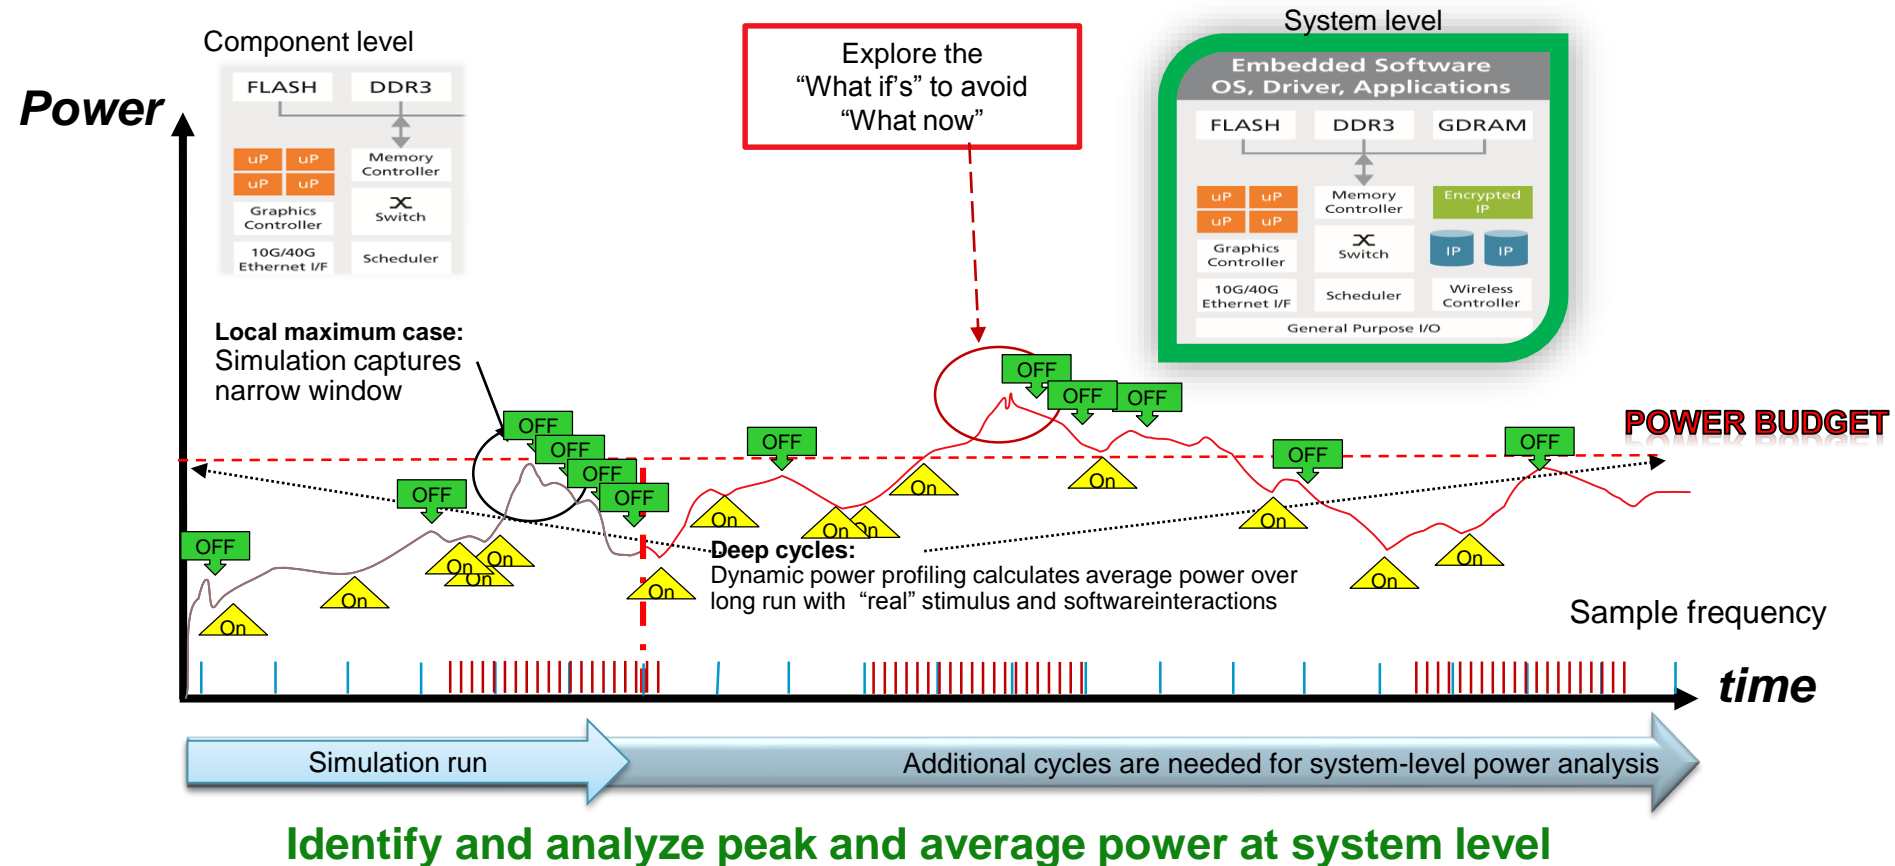 Component level
FLASH DDR3
uP uP
uP uP
Memory
Controller
Graphics
Controller
Switch
10G/40G
Ethernet I/F
Scheduler
Power
Explore the
“What if's” to avoid
“What now”
System level
Embedded Software
OS, Driver, Applications
FLASH DDR3 GDRAM
uP uP
uP uP
Memory
Controller
Encrypted
IP
Graphics
Controller
Switch
IP IP
10G/40G
Ethernet I/F
Scheduler
Wireless
Controller
General Purpose I/O
Local maximum case:
Simulation captures
narrow window
POWER BUDGET
OFF
OFF
OFF
OFF
OFF
OFF
OFF
OFF
OFF
OFF
OFF
OFF
On
On
On
On
On
On
On
On
On
On
On
On
On
On
Deep cycles:
Dynamic power profiling calculates average power over
long run with “real” stimulus and softwareinteractions
Sample frequency
time
Simulation run
Additional cycles are needed for system-level power analysis
Identify and analyze peak and average power at system level